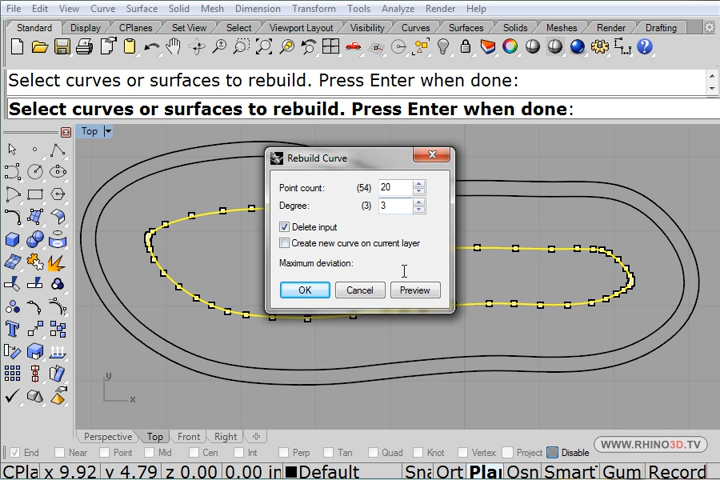 File Edit View Curve Surface Solid Mesh Dimension Transform Tools Analyze Render Help
Standard Display CPlanes Set View Select Viewport Layout Visibility Curves Surfaces Solids Meshes Render Drafting
Select curves or surfaces to rebuild. Press Enter when done:
Select curves or surfaces to rebuild. Press Enter when done:
Top
Rebuild Curve
Point count: (54) 20
Degree: (3) 3
Delete input
Create new curve on current layer
Maximum deviation:
OK Cancel Preview
y
x
Perspective Top Front Right
End Near Point Mid Cen Int Perp Tan Quad Knot Vertex Project Disable
WWW.RHINO3D.TV
CPla x 9.92 y 4.79 z 0.00 0.00 in Default Sna Ort Plan Osn SmartT Gum Record